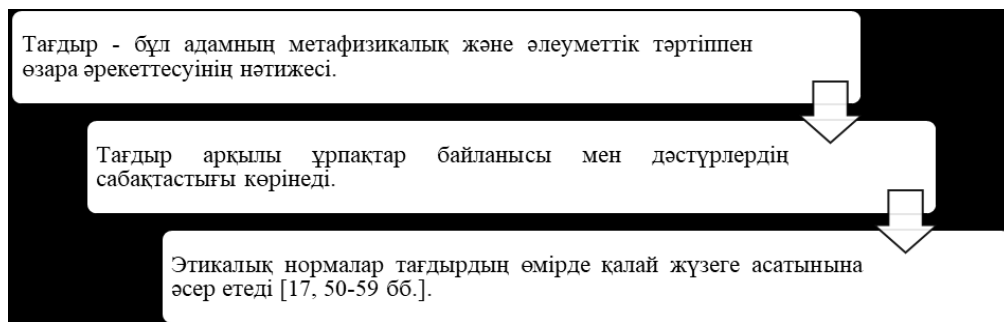 Тағдыр - бұл адамның метафизикалық және әлеуметтік тәртіппен
өзара әрекеттесуінің нәтижесі.
Тағдыр арқылы ұрпақтар байланысы мен дәстүрлердің
сабақтастығы көрінеді.
Этикалық нормалар тағдырдың өмірде қалай жүзеге асатынына
әсер етеді [17, 50-59 бб.].